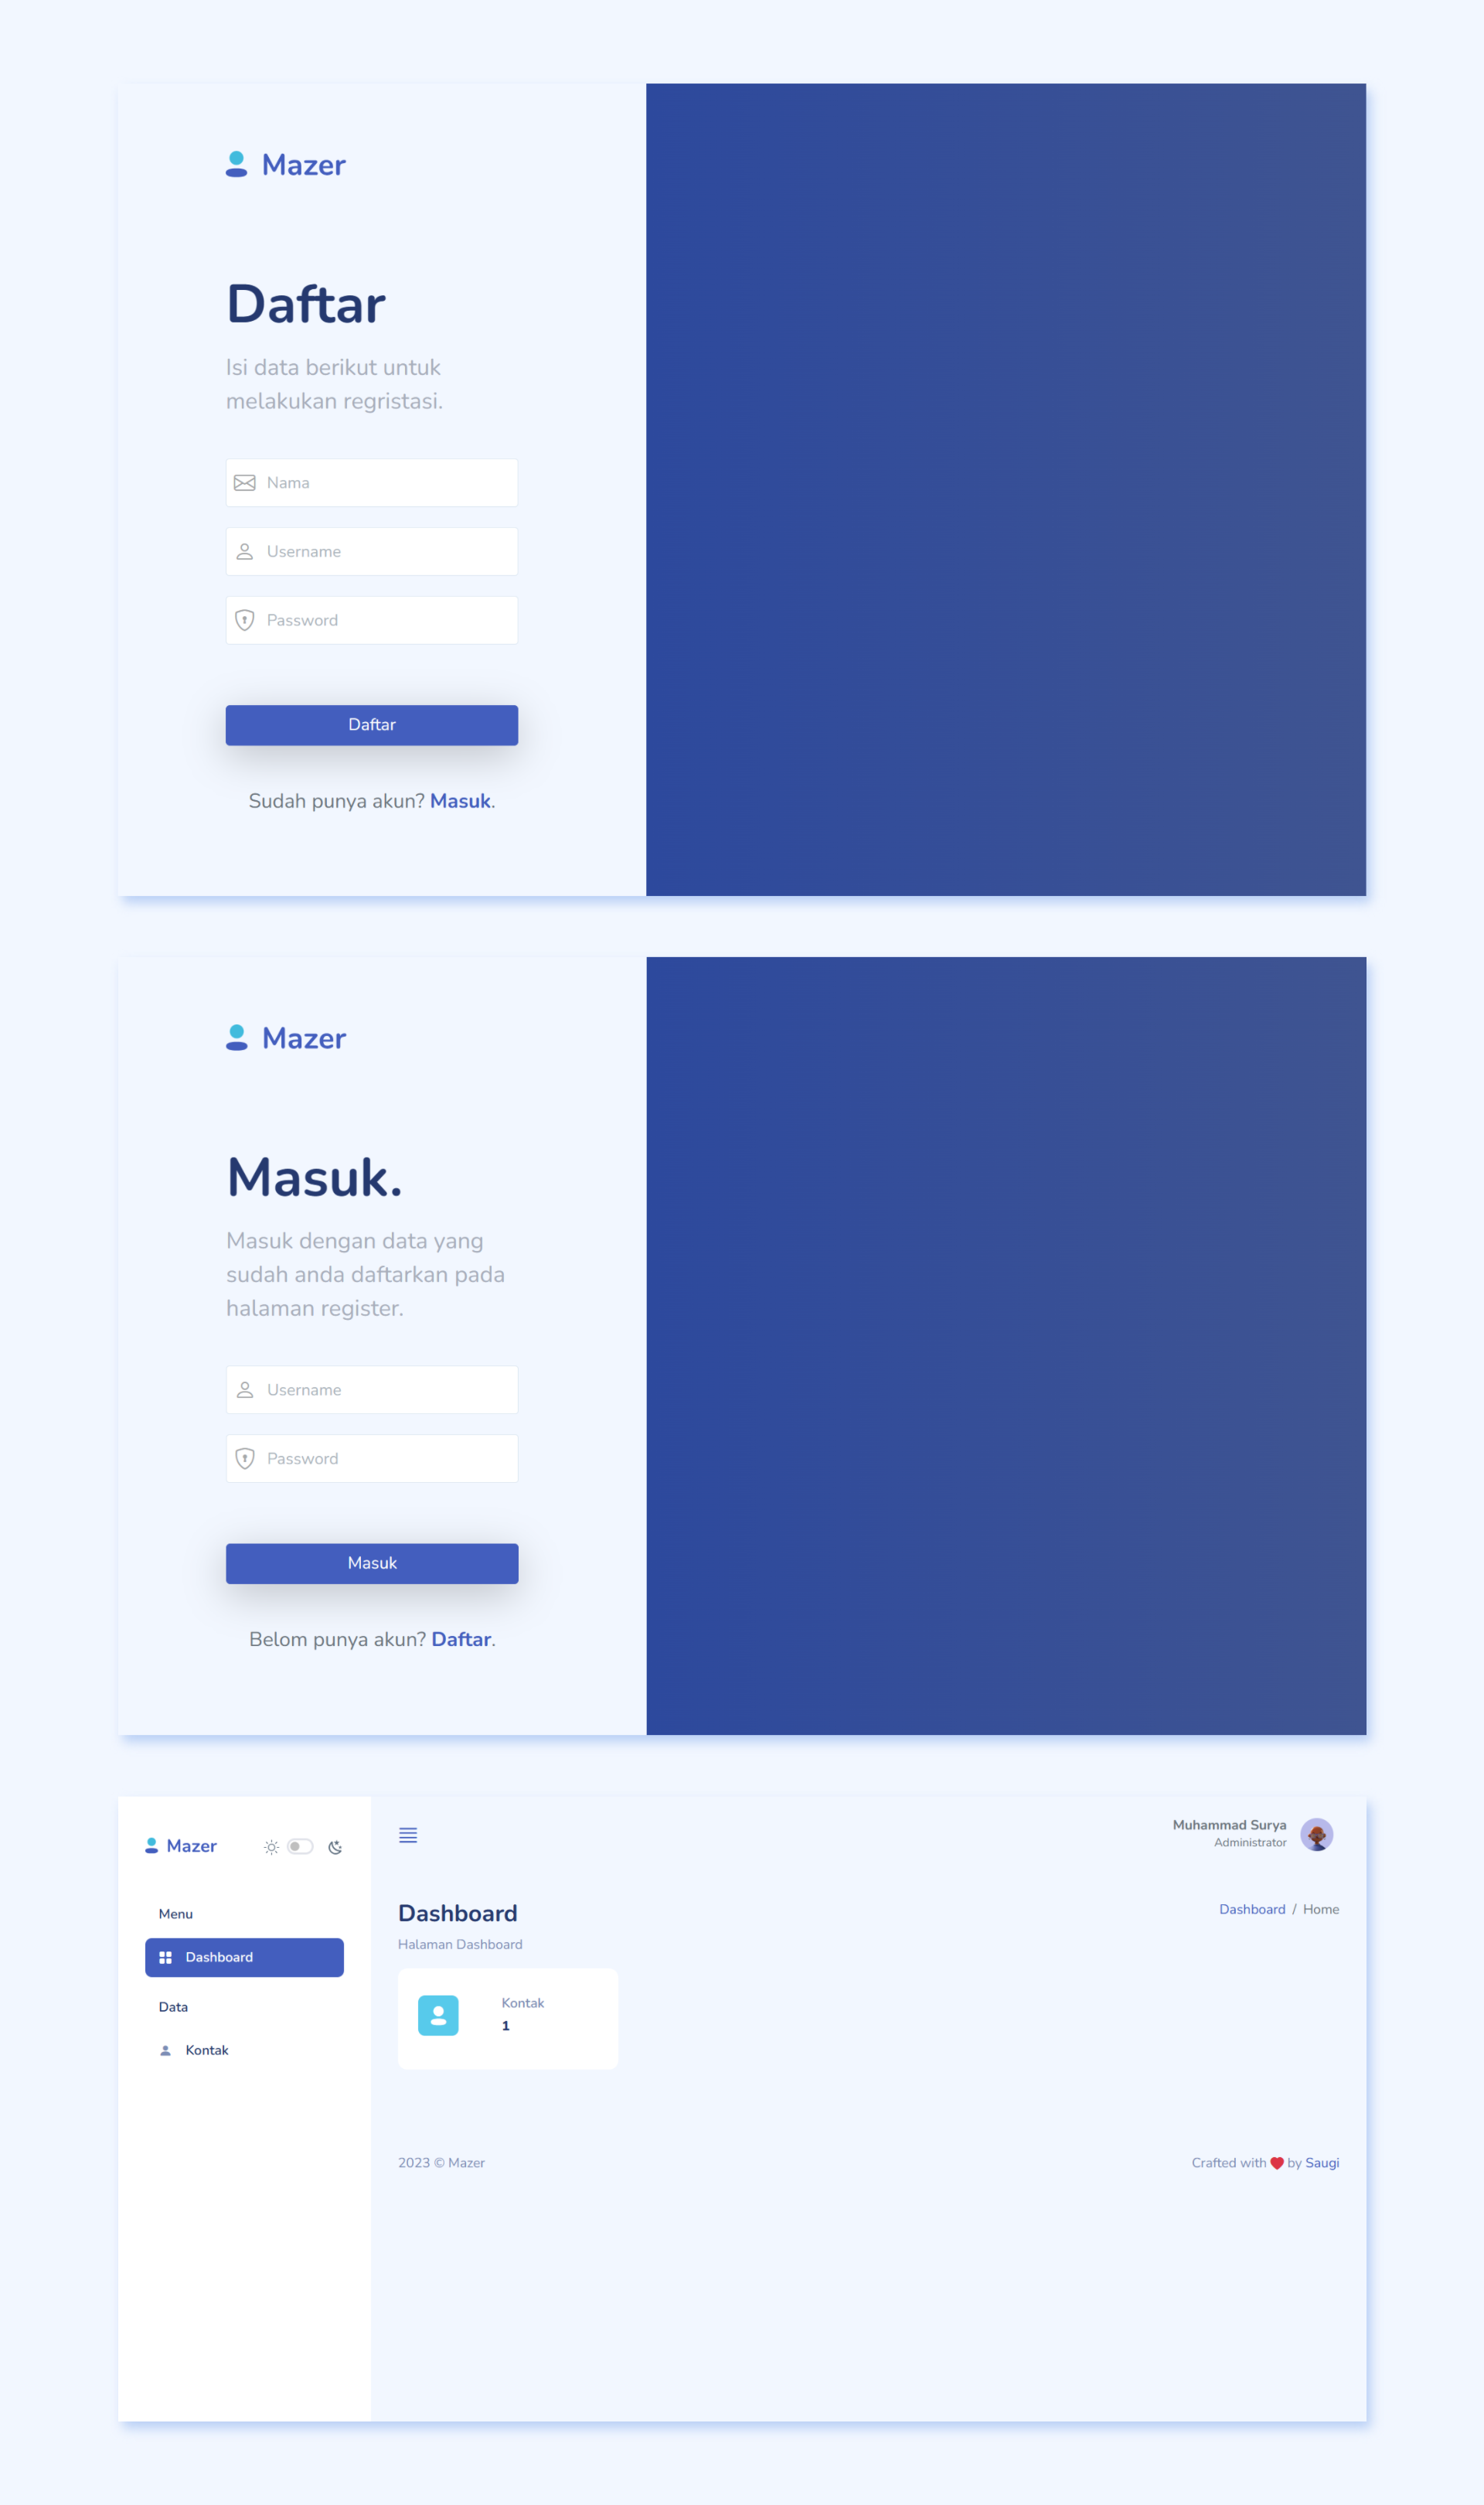 Mazer
Daftar
Isi data berikut untuk
melakukan regristasi.
Nama
Username
Password
Daftar
Sudah punya akun? Masuk.
Mazer
Masuk.
Masuk dengan data yang
sudah anda daftarkan pada
halaman register.
Username
Password
Masuk
Belom punya akun? Daftar.
Mazer
Menu
Dashboard
Data
Kontak
Muhammad Surya
Administrator
Dashboard
Dashboard / Home
Halaman Dashboard
Kontak
1
2023 © Mazer
Crafted with ❤ by Saugi